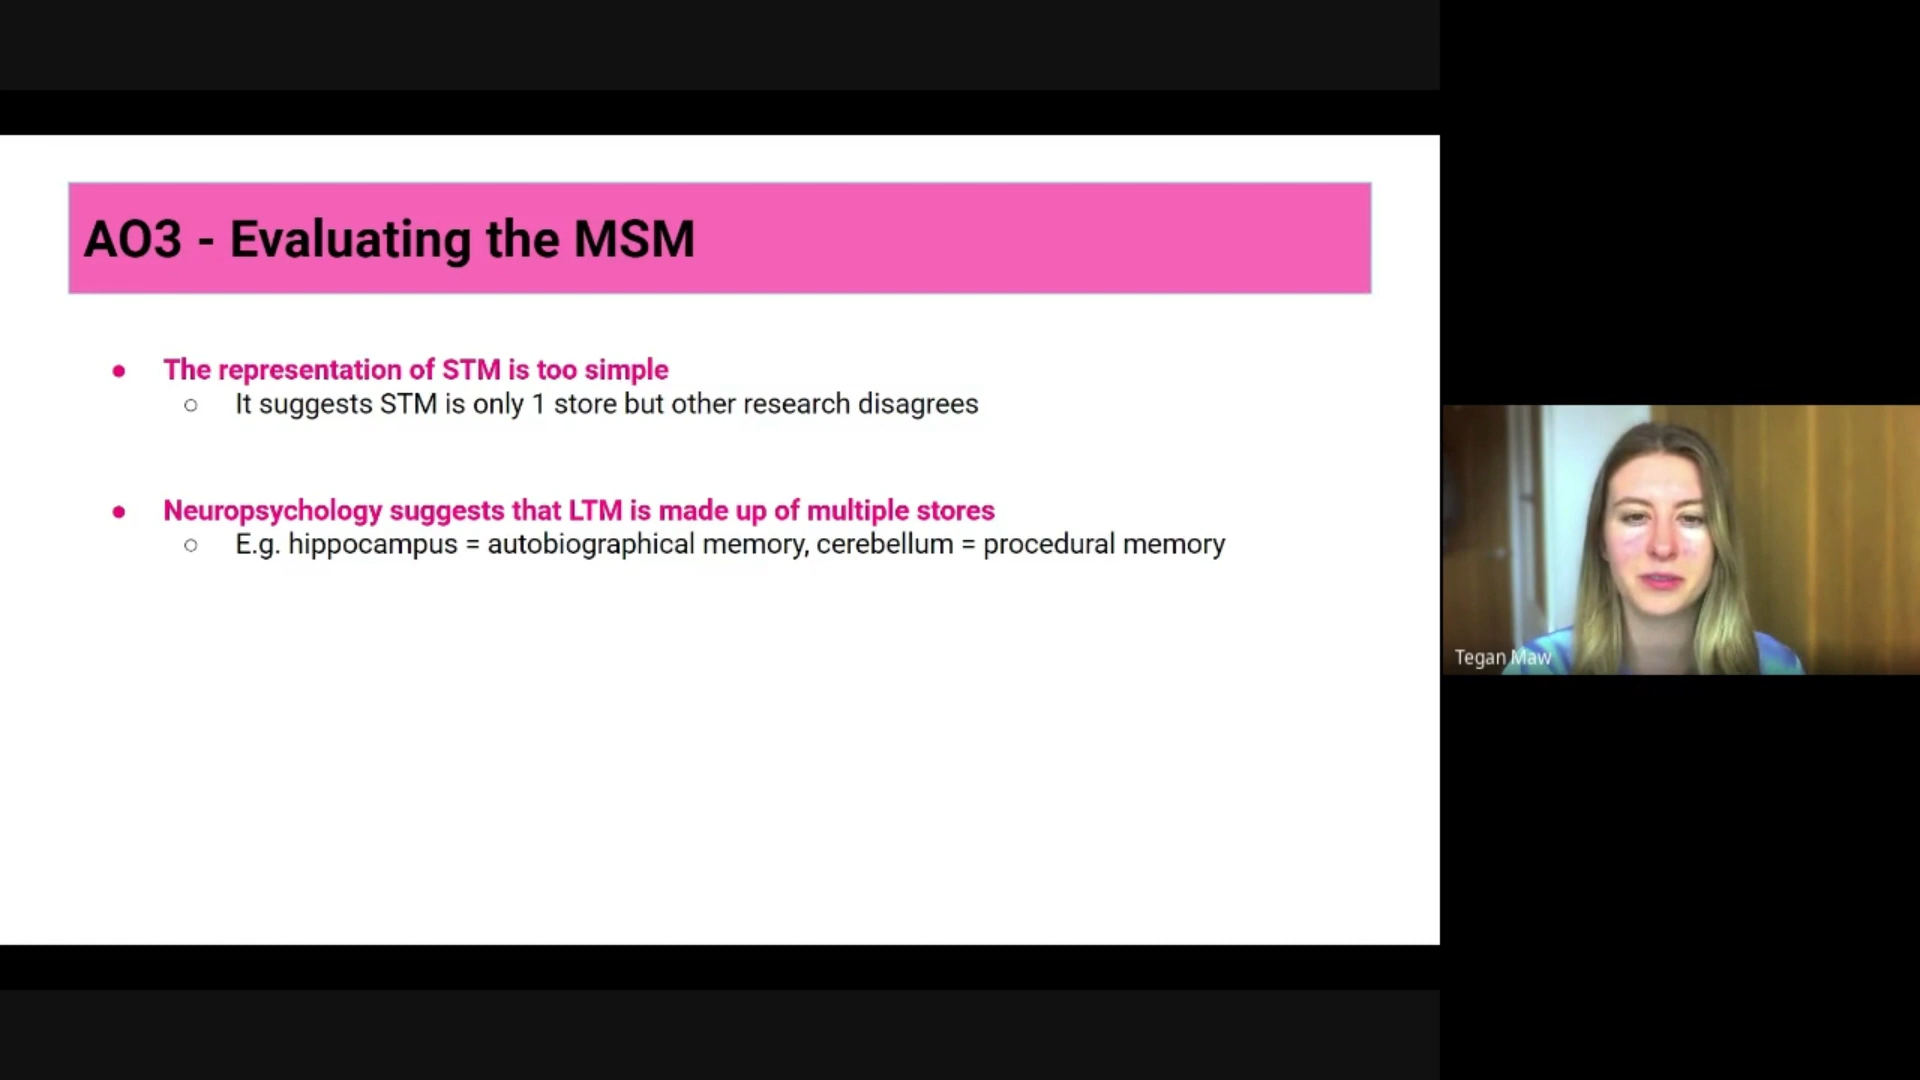 AO3 - Evaluating the MSM
● The representation of STM is too simple
○ It suggests STM is only 1 store but other research disagrees
● Neuropsychology suggests that LTM is made up of multiple stores
○ E.g. hippocampus = autobiographical memory, cerebellum = procedural memory
Tegan Maw